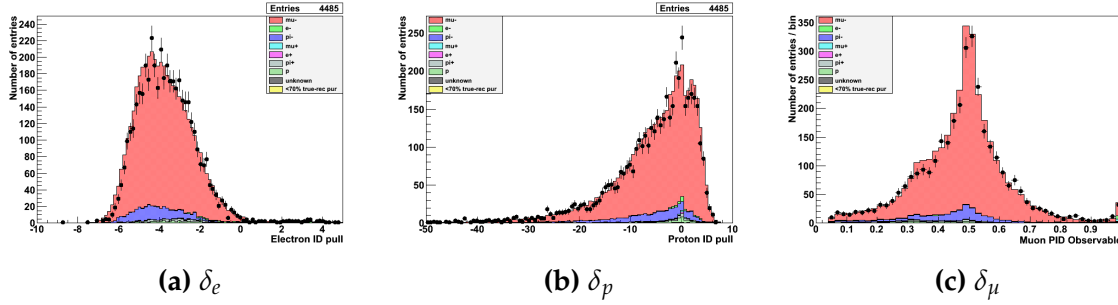 Entries 4485
Number of entries
240
220
200
180
160
140
120
100
80
60
40
20
0
mu-
e-
pi-
mu+
e+
pi+
p
unknown
<70% true-rec pur
-10 -8 -6 -4 -2 0 2 4
Electron ID pull
(a) δe
Entries 4485
Number of entries
250
200
150
100
50
0
mu-
e-
pi-
mu+
e+
pi+
p
unknown
<70% true-rec pur
-50 -40 -30 -20 -10 0 10
Proton ID pull
(b) δp
Number of entries / bin
350
300
250
200
150
100
50
0
mu-
e-
pi-
mu+
e+
pi+
p
unknown
<70% true-rec pur
0.1 0.2 0.3 0.4 0.5 0.6 0.7 0.8 0.9
Muon PID Observable
(c) δμ